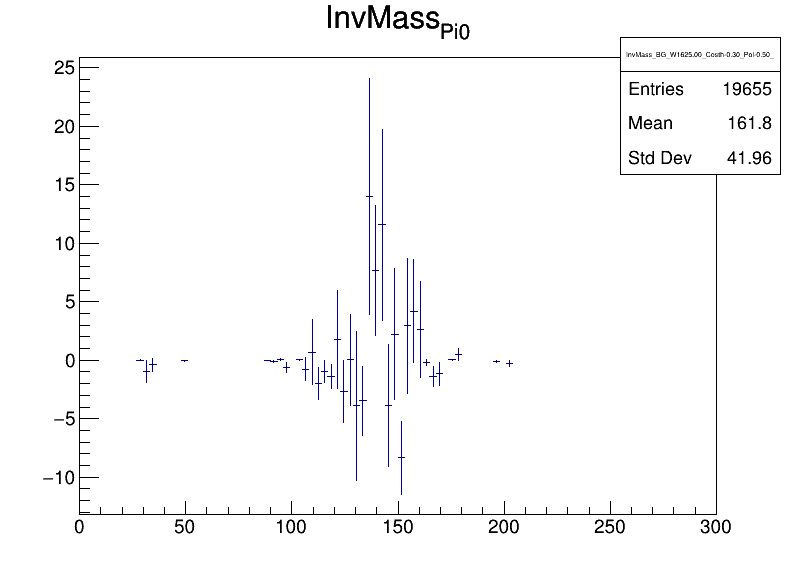 InvMass_Pi0
InvMass_BG_W1625.00_Costh-0.30_Pol-0.50_
Entries 19655
Mean 161.8
Std Dev 41.96
25
20
15
10
5
0
−5
−10
0 50 100 150 200 250 300